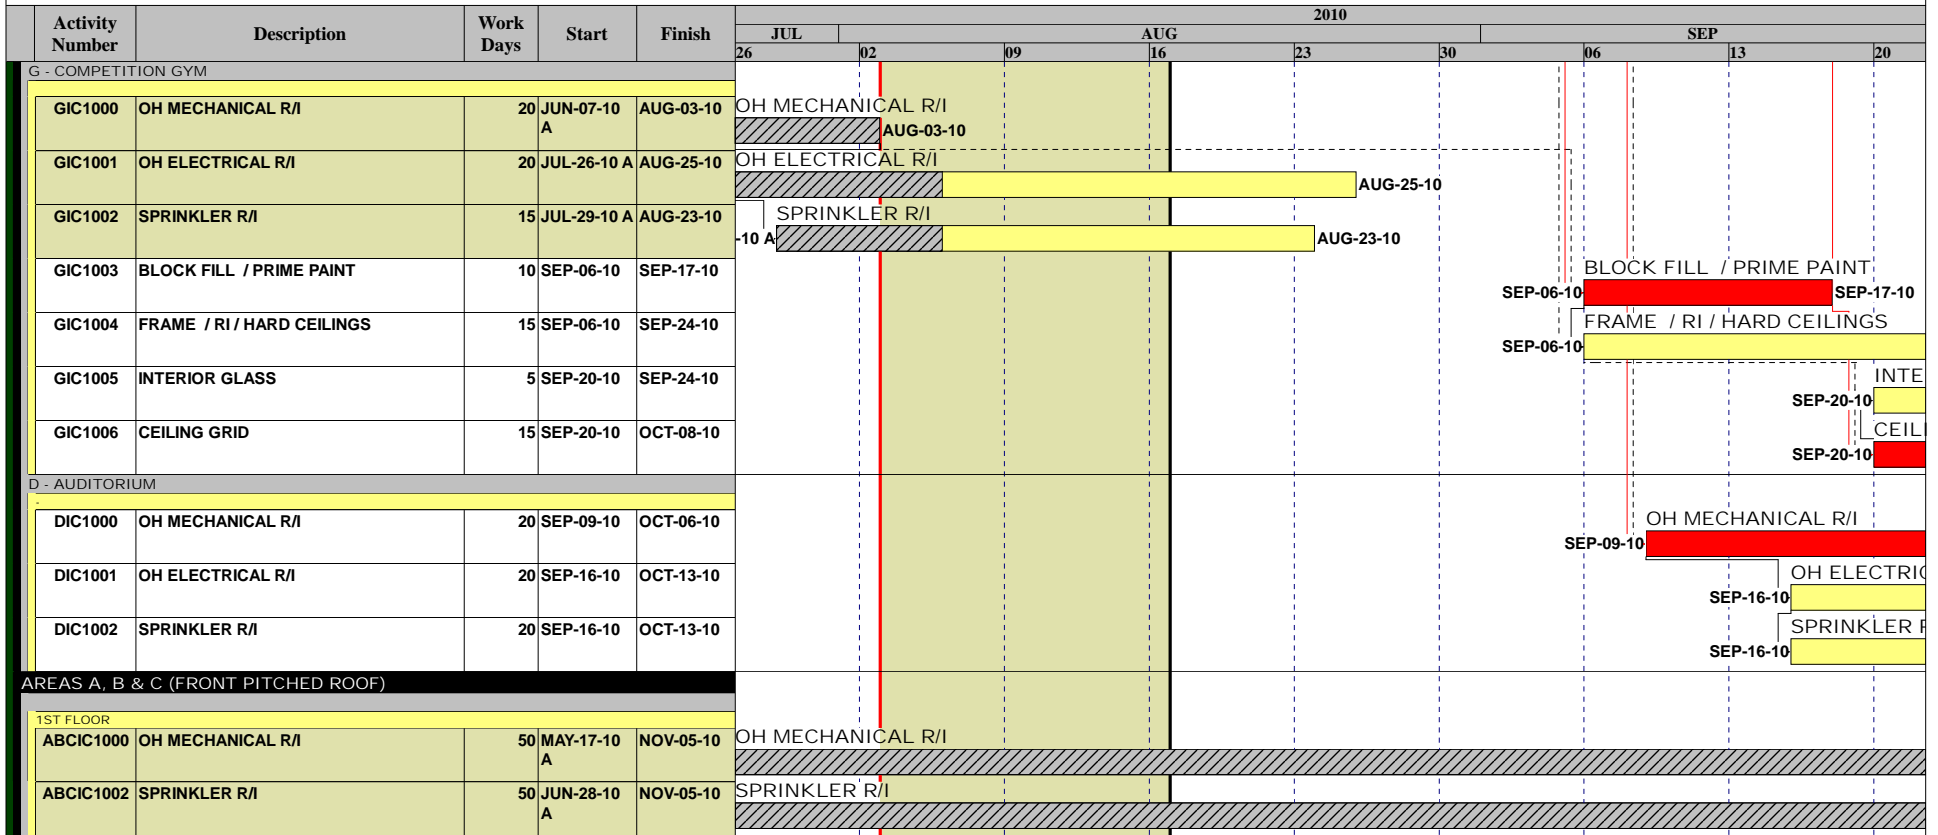 2010
Activity Number Description Work Days Start Finish JUL AUG SEP
26 02 09 16 23 30 06 13 20
G - COMPETITION GYM
GIC1000 OH MECHANICAL R/I 20 JUN-07-10 A AUG-03-10 OH MECHANICAL R/I
AUG-03-10
GIC1001 OH ELECTRICAL R/I 20 JUL-26-10 A AUG-25-10 OH ELECTRICAL R/I
AUG-25-10
GIC1002 SPRINKLER R/I 15 JUL-29-10 A AUG-23-10 SPRINKLER R/I
-10 A AUG-23-10
GIC1003 BLOCK FILL / PRIME PAINT 10 SEP-06-10 SEP-17-10 BLOCK FILL / PRIME PAINT
SEP-06-10 SEP-17-10
GIC1004 FRAME / RI / HARD CEILINGS 15 SEP-06-10 SEP-24-10 FRAME / RI / HARD CEILINGS
SEP-06-10
GIC1005 INTERIOR GLASS 5 SEP-20-10 SEP-24-10 INTE
SEP-20-10
GIC1006 CEILING GRID 15 SEP-20-10 OCT-08-10 CEILI
SEP-20-10
D - AUDITORIUM
-
DIC1000 OH MECHANICAL R/I 20 SEP-09-10 OCT-06-10 OH MECHANICAL R/I
SEP-09-10
DIC1001 OH ELECTRICAL R/I 20 SEP-16-10 OCT-13-10 OH ELECTRIC
SEP-16-10
DIC1002 SPRINKLER R/I 20 SEP-16-10 OCT-13-10 SPRINKLER R
SEP-16-10
AREAS A, B & C (FRONT PITCHED ROOF)
1ST FLOOR
ABCIC1000 OH MECHANICAL R/I 50 MAY-17-10 A NOV-05-10 OH MECHANICAL R/I
ABCIC1002 SPRINKLER R/I 50 JUN-28-10 A NOV-05-10 SPRINKLER R/I